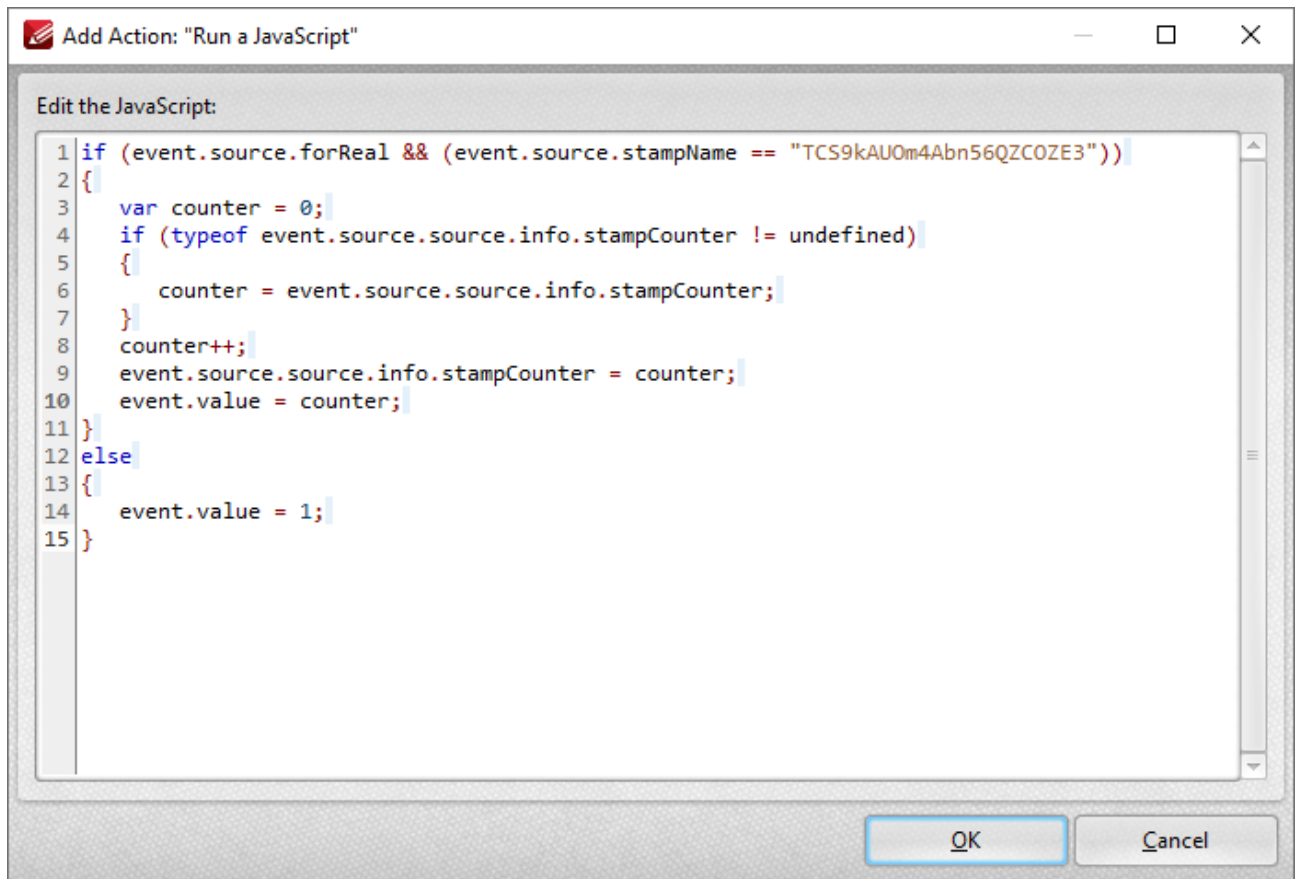 Add Action: "Run a JavaScript"
Edit the JavaScript:
1 if (event.source.forReal && (event.source.stampName == "TCS9kAUOm4Abn56QZCOZE3"))
2 {
3    var counter = 0;
4    if (typeof event.source.source.info.stampCounter != undefined)
5    {
6       counter = event.source.source.info.stampCounter;
7    }
8    counter++;
9    event.source.source.info.stampCounter = counter;
10    event.value = counter;
11 }
12 else
13 {
14    event.value = 1;
15 }
OK Cancel